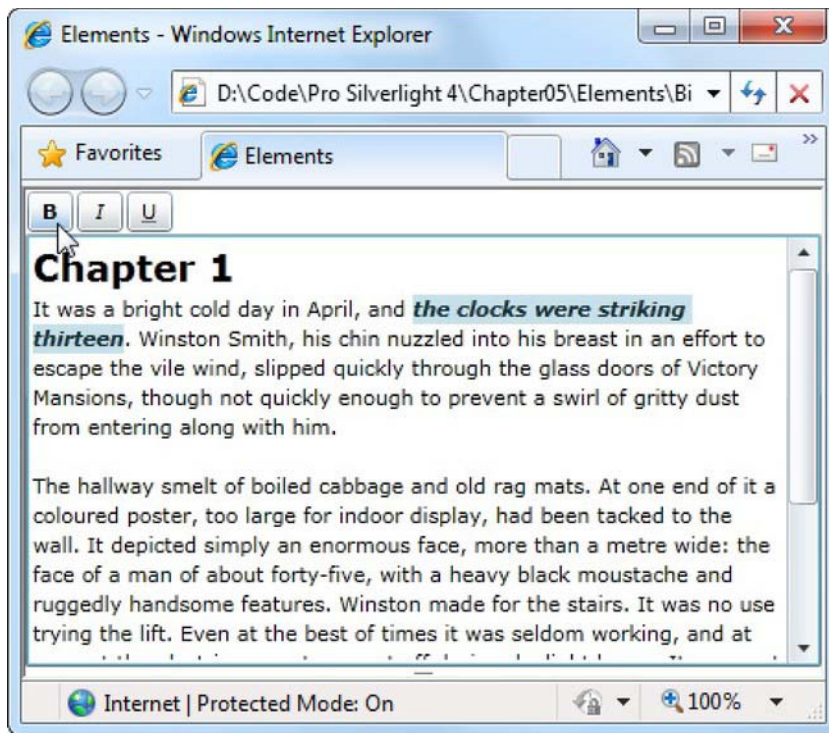 Elements - Windows Internet Explorer
D:\Code\Pro Silverlight 4\Chapter05\Elements\Bi
Favorites
Elements
B I U
Chapter 1
It was a bright cold day in April, and the clocks were striking
thirteen. Winston Smith, his chin nuzzled into his breast in an effort to
escape the vile wind, slipped quickly through the glass doors of Victory
Mansions, though not quickly enough to prevent a swirl of gritty dust
from entering along with him.
The hallway smelt of boiled cabbage and old rag mats. At one end of it a
coloured poster, too large for indoor display, had been tacked to the
wall. It depicted simply an enormous face, more than a metre wide: the
face of a man of about forty-five, with a heavy black moustache and
ruggedly handsome features. Winston made for the stairs. It was no use
trying the lift. Even at the best of times it was seldom working, and at
Internet | Protected Mode: On
100%